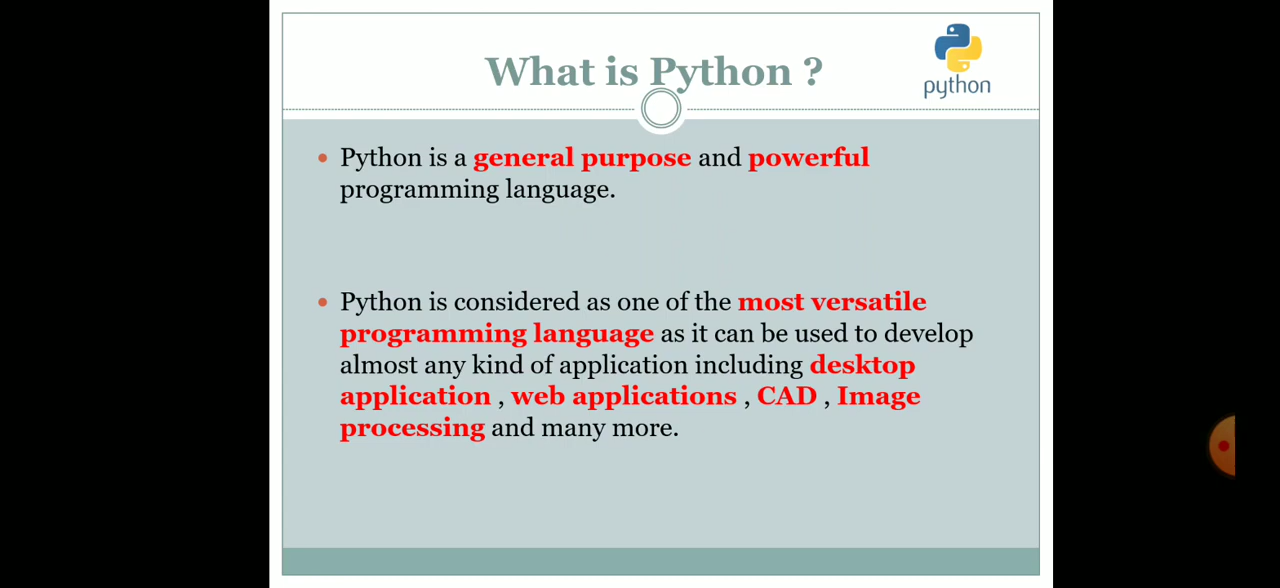 What is Python ?
python
Python is a general purpose and powerful
programming language.
Python is considered as one of the most versatile
programming language as it can be used to develop
almost any kind of application including desktop
application , web applications , CAD , Image
processing and many more.